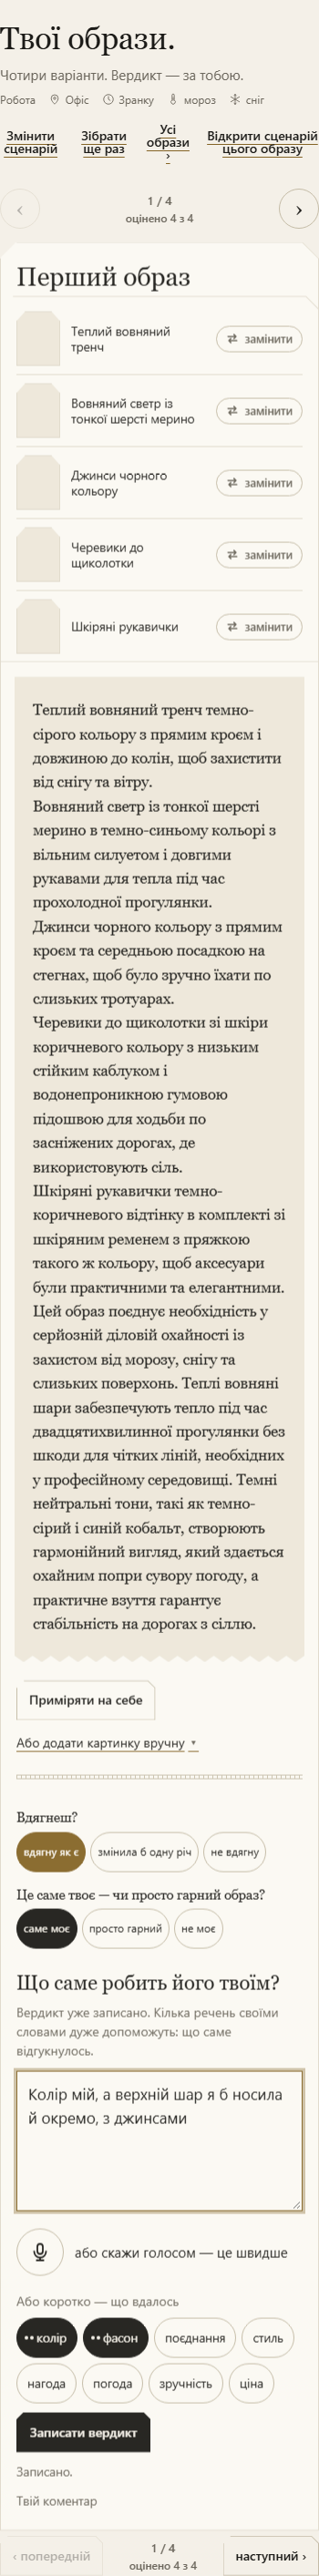 Твої образи.
Чотири варіанти. Вердикт — за тобою.
Робота Офіс Зранку мороз сніг
Змінити сценарій
Зібрати ще раз
Усі образи ›
Відкрити сценарій цього образу
‹
1 / 4
оцінено 4 з 4
›
Перший образ
Теплий вовняний
тренч
замінити
Вовняний светр із
тонкої шерсті мерино
замінити
Джинси чорного
кольору
замінити
Черевики до
щиколотки
замінити
Шкіряні рукавички
замінити
Теплий вовняний тренч темно-
сірого кольору з прямим кроєм і
довжиною до колін, щоб захистити
від снігу та вітру.
Вовняний светр із тонкої шерсті
мерино в темно-синьому кольорі з
вільним силуетом і довгими
рукавами для тепла під час
прохолодної прогулянки.
Джинси чорного кольору з прямим
кроєм та середньою посадкою на
стегнах, щоб було зручно їхати по
слизьких тротуарах.
Черевики до щиколотки зі шкіри
коричневого кольору з низьким
стійким каблуком і
водонепроникною гумовою
підошвою для ходьби по
засніжених дорогах, де
використовують сіль.
Шкіряні рукавички темно-
коричневого відтінку в комплекті зі
шкіряним ременем з пряжкою
такого ж кольору, щоб аксесуари
були практичними та елегантними.
Цей образ поєднує необхідність у
серйозній діловій охайності із
захистом від морозу, снігу та
слизьких поверхонь. Теплі вовняні
шари забезпечують тепло під час
двадцятихвилинної прогулянки без
шкоди для чітких ліній, необхідних
у професійному середовищі. Темні
нейтральні тони, такі як темно-
сірий і синій кобальт, створюють
гармонійний вигляд, який здається
охайним попри сувору погоду, а
практичне взуття гарантує
стабільність на дорогах з сіллю.
Приміряти на себе
Або додати картинку вручну
Вдягнеш?
вдягну як є змінила б одну річ не вдягну
Це саме твоє — чи просто гарний образ?
саме моє просто гарний не моє
Що саме робить його твоїм?
Вердикт уже записано. Кілька речень своїми
словами дуже допоможуть: що саме
відгукнулось.
Колір мій, а верхній шар я б носила
й окремо, з джинсами
або скажи голосом — це швидше
Або коротко — що вдалось
колір фасон поєднання стиль
нагода погода зручність ціна
Записати вердикт
Записано.
Твій коментар
‹ попередній
1 / 4
оцінено 4 з 4
наступний ›